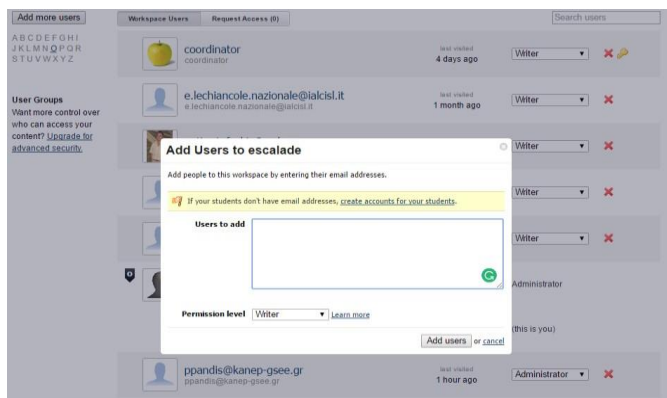 Add more users
Workspace Users Request Access (0)
Search users
A B C D E F G H I
J K L M N O P Q R
S T U V W X Y Z
User Groups
Want more control over
who can access your
content? Upgrade for
advanced security.
coordinator
coordinator
last visited
4 days ago
Writer
e.lechiancole.nazionale@ialcisl.it
e.lechiancole.nazionale@ialcisl.it
last visited
1 month ago
Writer
Writer
Writer
Writer
Add Users to escalade
Add people to this workspace by entering their email addresses.
If your students don't have email addresses, create accounts for your students.
Users to add
Permission level Writer Learn more
Add users or cancel
Administrator
(this is you)
ppandis@kanep-gsee.gr
ppandis@kanep-gsee.gr
last visited
1 hour ago
Administrator